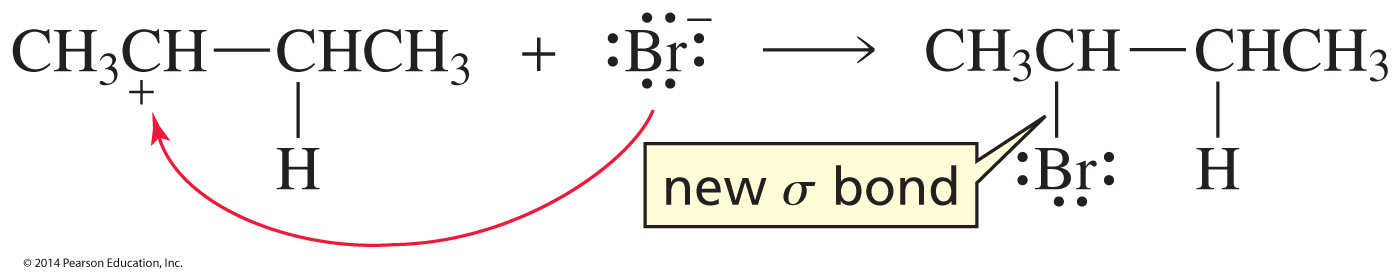 CH₃CH—CHCH₃ + :Br:⁻ ⟶ CH₃CH—CHCH₃
+
H :Br: H
new σ bond
© 2014 Pearson Education, Inc.